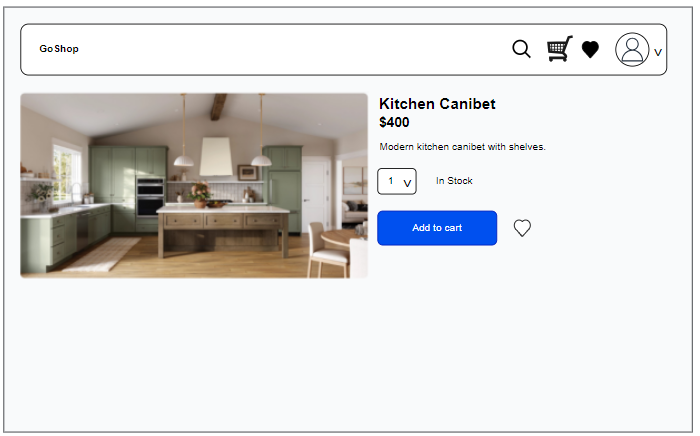 GoShop
V
Kitchen Canibet
$400
Modern kitchen canibet with shelves.
1 V In Stock
Add to cart